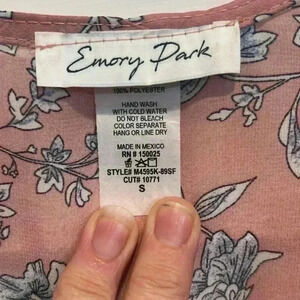 Emory Park
100% POLYESTER
HAND WASH
WITH COLD WATER
DO NOT BLEACH
COLOR SEPARATE
HANG OR LINE DRY
MADE IN MEXICO
RN # 150025
STYLE# M4595K-89SF
CUT# 10771
S